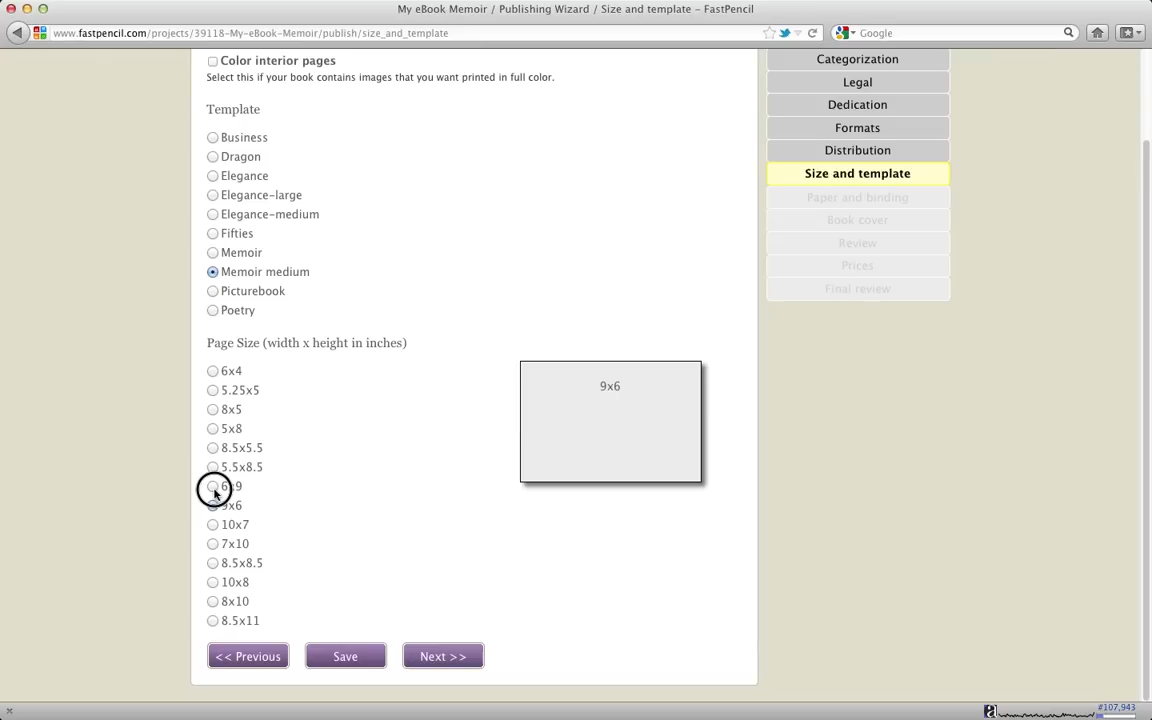 My eBook Memoir / Publishing Wizard / Size and template - FastPencil
www.fastpencil.com/projects/39118-My-eBook-Memoir/publish/size_and_template
Google
Color interior pages
Select this if your book contains images that you want printed in full color.
Template
Business
Dragon
Elegance
Elegance-large
Elegance-medium
Fifties
Memoir
Memoir medium
Picturebook
Poetry
Page Size (width x height in inches)
6x4
5.25x5
8x5
5x8
8.5x5.5
5.5x8.5
6x9
9x6
10x7
7x10
8.5x8.5
10x8
8x10
8.5x11
9x6
<< Previous
Save
Next >>
Categorization
Legal
Dedication
Formats
Distribution
Size and template
Paper and binding
Book cover
Review
Prices
Final review
#107,943